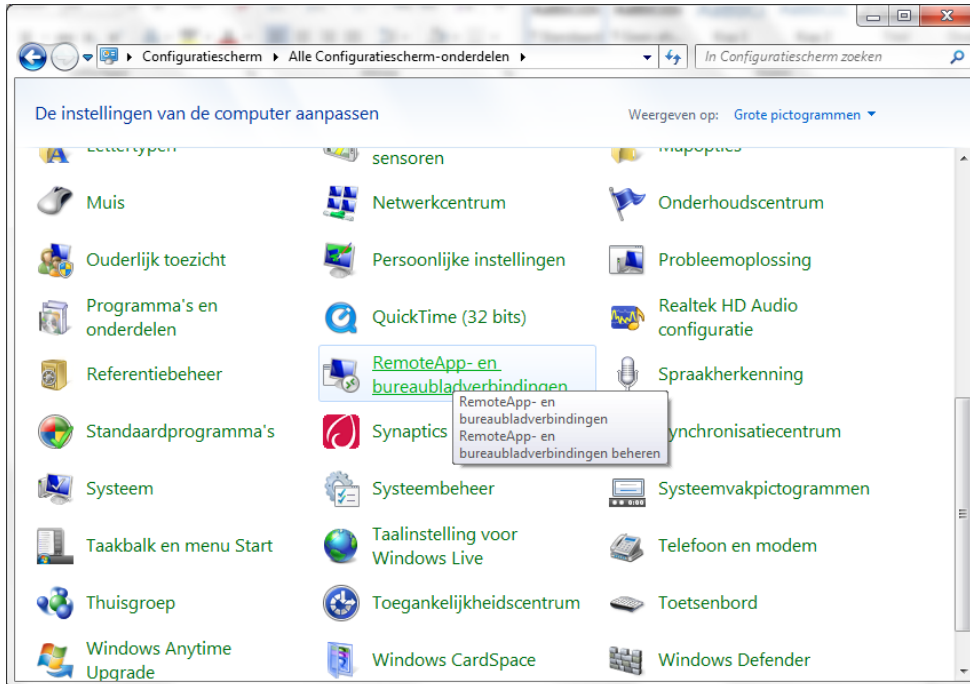 Configuratiescherm
Alle Configuratiescherm-onderdelen
In Configuratiescherm zoeken
De instellingen van de computer aanpassen
Weergeven op:
Grote pictogrammen
Lettertypen
sensoren
Mapopties
Muis
Netwerkcentrum
Onderhoudscentrum
Ouderlijk toezicht
Persoonlijke instellingen
Probleemoplossing
Programma's en
onderdelen
QuickTime (32 bits)
Realtek HD Audio
configuratie
Referentiebeheer
RemoteApp- en
bureaubladverbindingen
Spraakherkenning
RemoteApp- en
bureaubladverbindingen
RemoteApp- en
bureaubladverbindingen beheren
Standaardprogramma's
Synaptics
ynchronisatiecentrum
Systeem
Systeembeheer
Systeemvakpictogrammen
Taakbalk en menu Start
Taalinstelling voor
Windows Live
Telefoon en modem
Thuisgroep
Toegankelijkheidscentrum
Toetsenbord
Windows Anytime
Upgrade
Windows CardSpace
Windows Defender